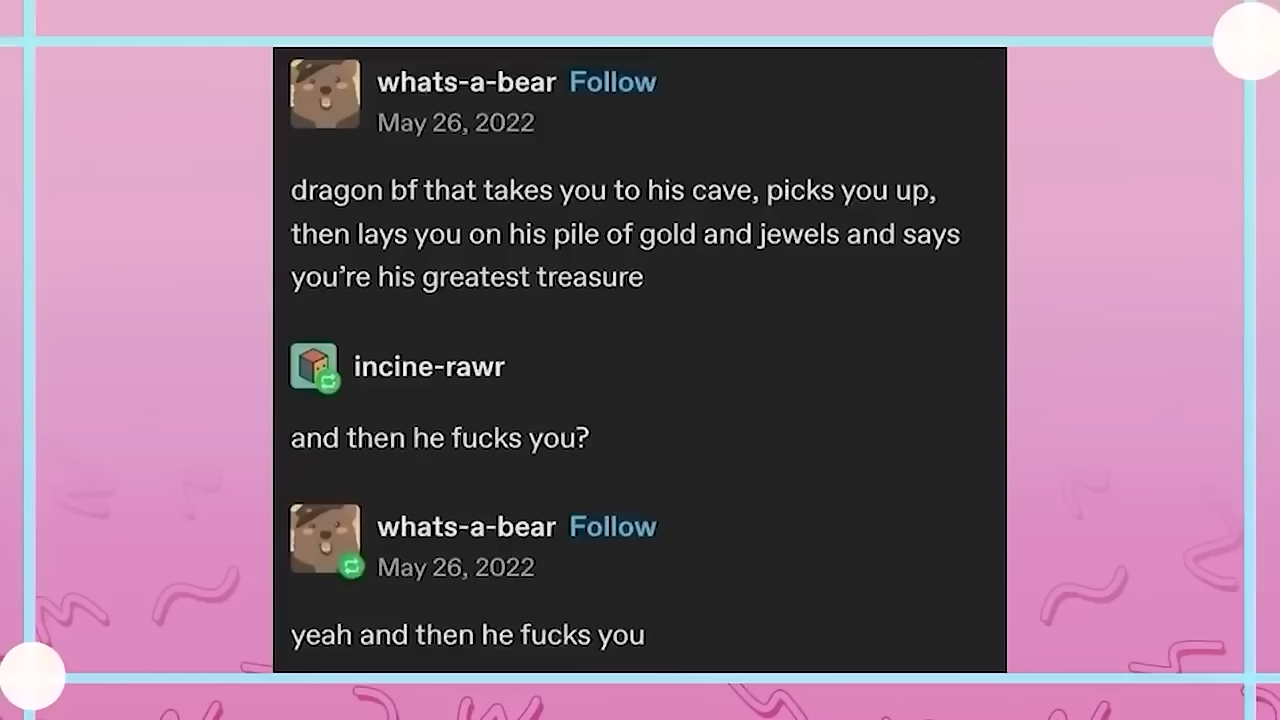 whats-a-bear Follow
May 26, 2022
dragon bf that takes you to his cave, picks you up,
then lays you on his pile of gold and jewels and says
you’re his greatest treasure
incine-rawr
and then he fucks you?
whats-a-bear Follow
May 26, 2022
yeah and then he fucks you